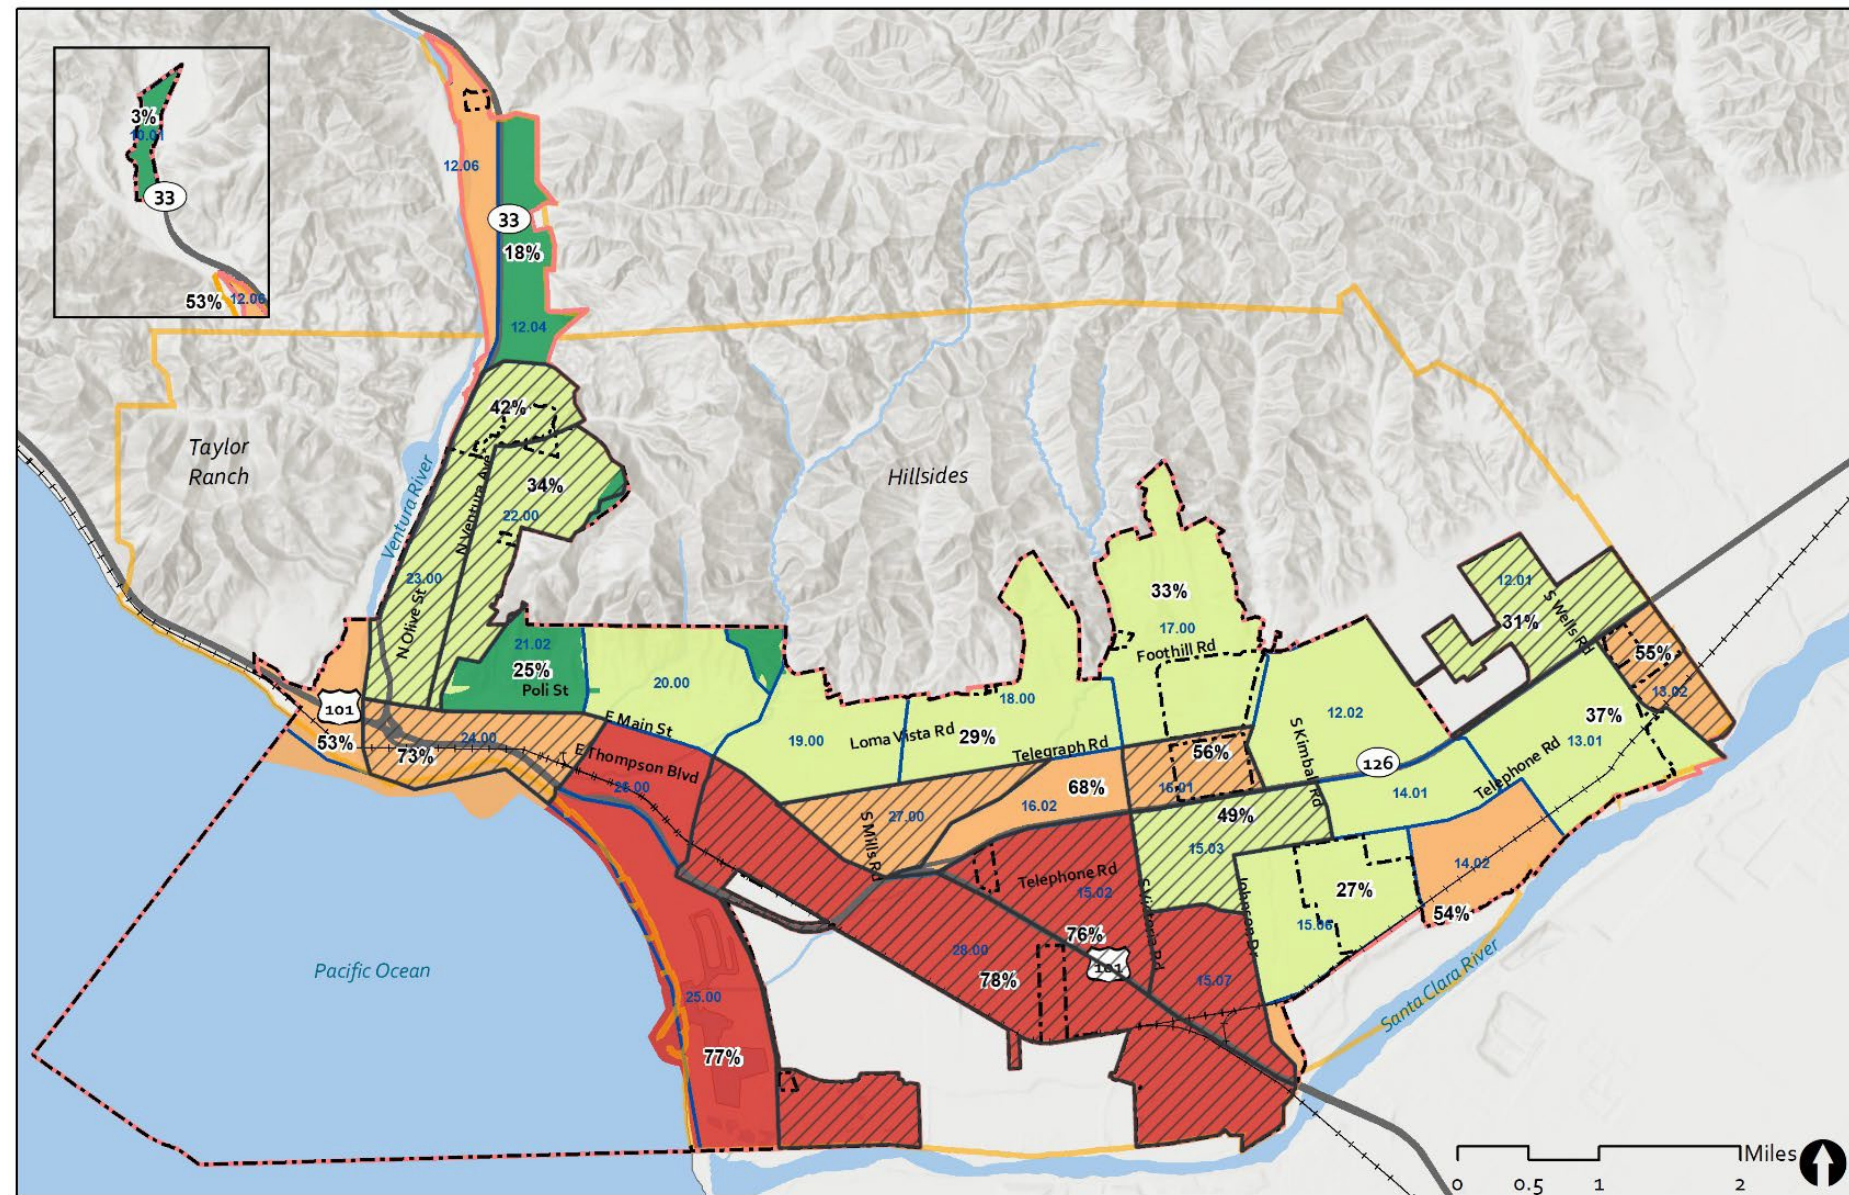 3%
10.01
33
53%
12.06
12.06
33
18%
12.04
Taylor
Ranch
42%
Ventura River
N Ventura Ave
34%
22.00
Hillsides
23.00
N Olive St
33%
17.00
Foothill Rd
12.01
S Wells Rd
31%
55%
13.02
21.02
25%
Poli St
20.00
18.00
101
53%
73%
24.00
E Main St
E Thompson Blvd
26.00
19.00
Loma Vista Rd
29%
Telegraph Rd
56%
16.01
S Kimball Rd
12.02
126
37%
13.01
Telephone Rd
14.01
68%
16.02
27.00
S Mills Rd
49%
15.03
14.02
54%
Telephone Rd
15.02
S Victoria Rd
Johnson Dr
27%
15.06
76%
101
28.00
78%
15.07
Pacific Ocean
25.00
77%
Santa Clara River
Miles
0 0.5 1 2